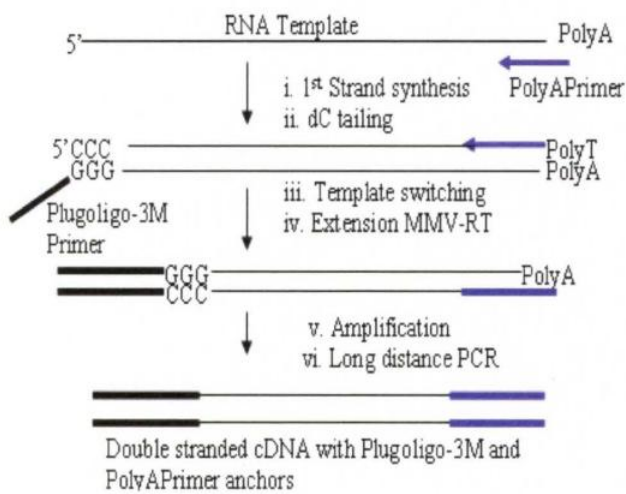 RNA Template
5'
PolyA
i. 1st Strand synthesis
PolyAPrimer
ii. dC tailing
5'CCC
PolyT
GGG
PolyA
iii. Template switching
Plugoligo-3M
Primer
iv. Extension MMV-RT
GGG
PolyA
CCC
v. Amplification
vi. Long distance PCR
Double stranded cDNA with Plugoligo-3M and
PolyAPrimer anchors